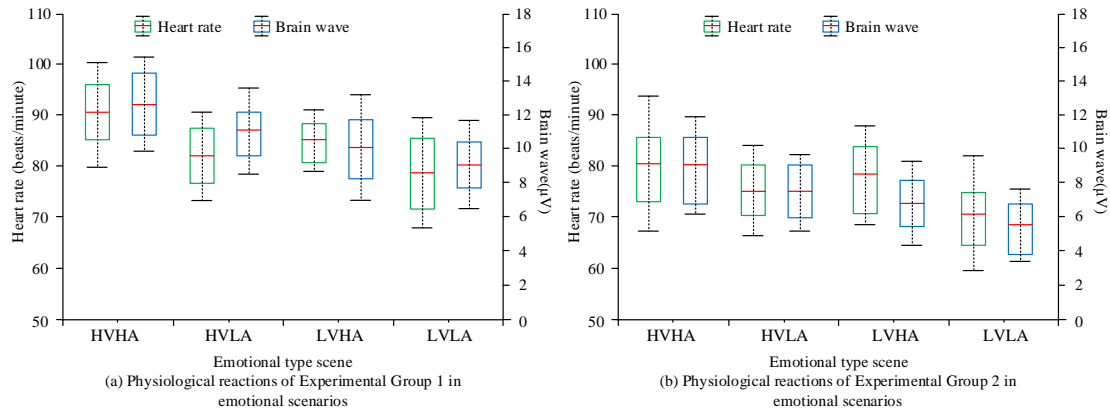 110
100
90
80
70
60
50
Heart rate (beats/minute)
Heart rate
Brain wave
18
16
14
12
10
8
6
4
2
0
Brain wave(μV)
HVHA
HVLA
LVHA
LVLA
Emotional type scene
(a) Physiological reactions of Experimental Group 1 in
emotional scenarios
110
100
90
80
70
60
50
Heart rate (beats/minute)
Heart rate
Brain wave
18
16
14
12
10
8
6
4
2
0
Brain wave(μV)
HVHA
HVLA
LVHA
LVLA
Emotional type scene
(b) Physiological reactions of Experimental Group 2 in
emotional scenarios